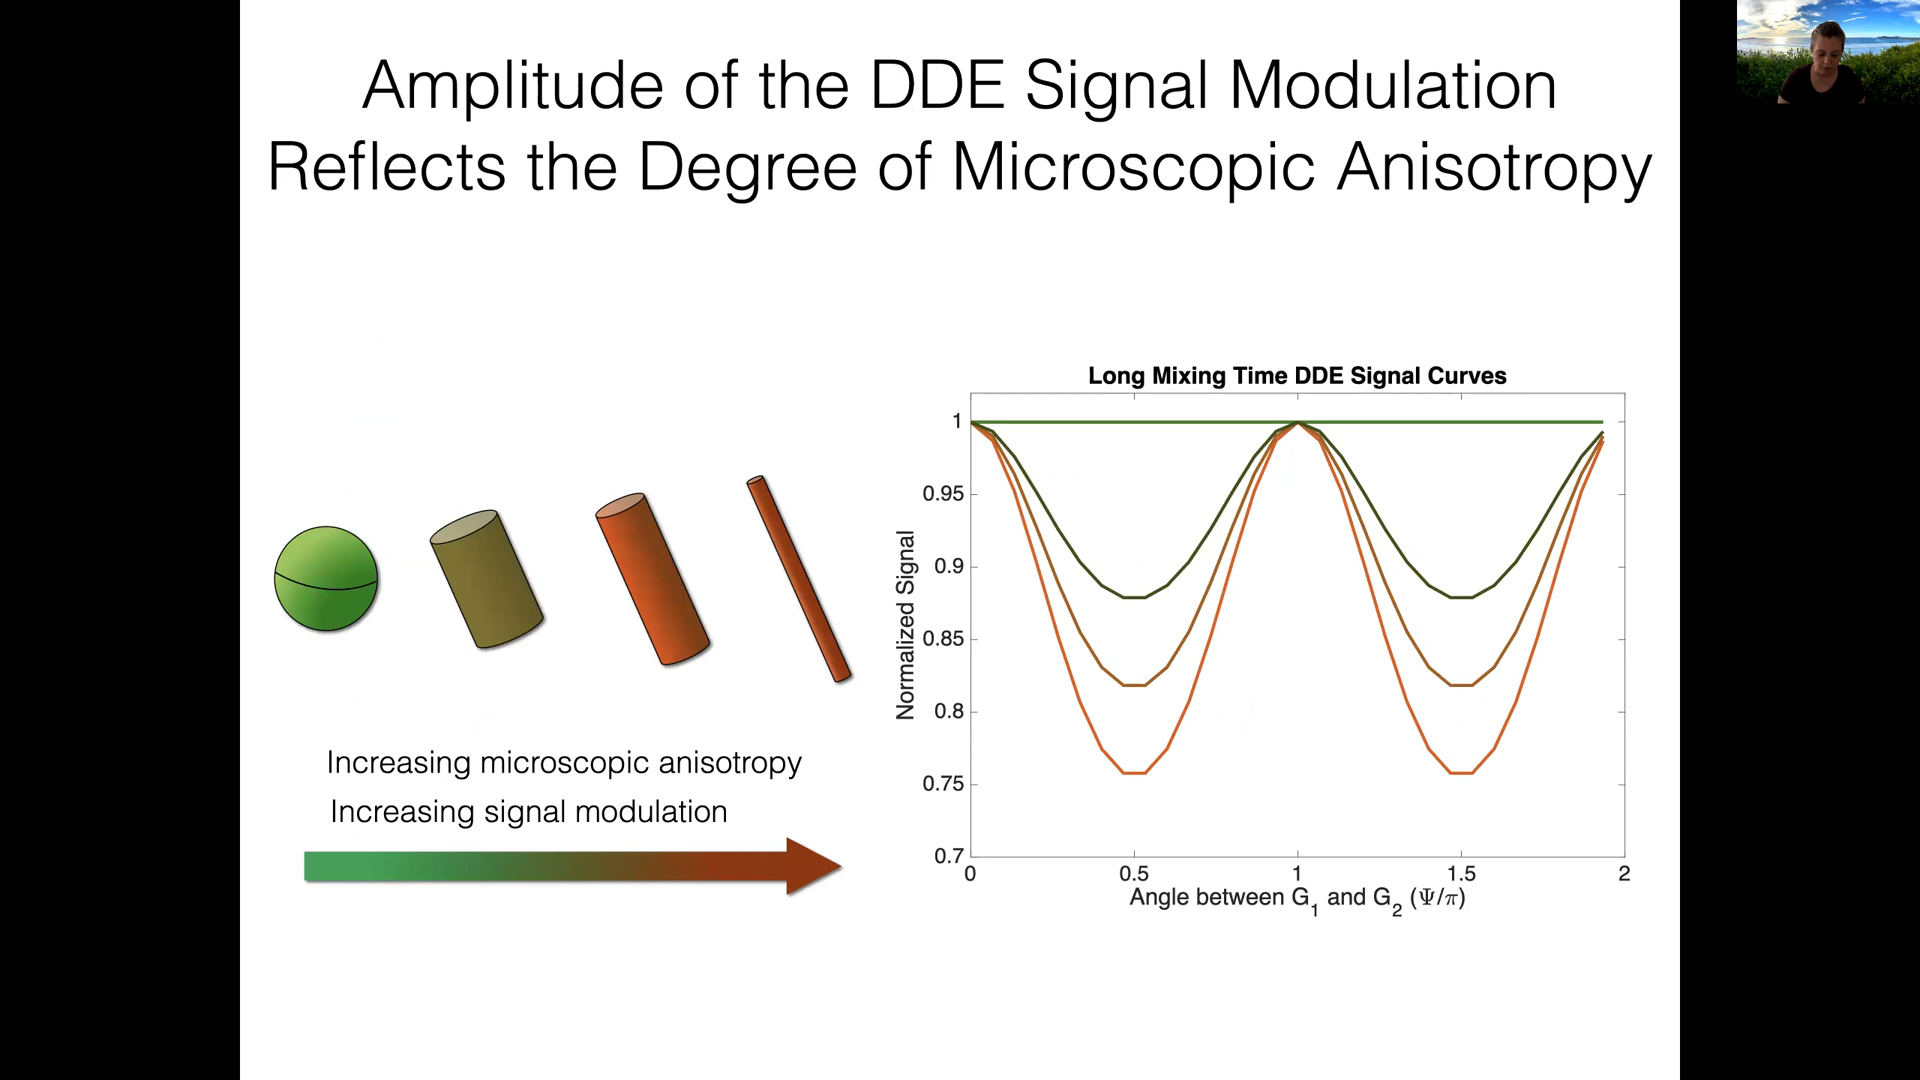 Amplitude of the DDE Signal Modulation
Reflects the Degree of Microscopic Anisotropy
Increasing microscopic anisotropy
Increasing signal modulation
Long Mixing Time DDE Signal Curves
Normalized Signal
1
0.95
0.9
0.85
0.8
0.75
0.7
0 0.5 1 1.5 2
Angle between G₁ and G₂ (Ψ/π)